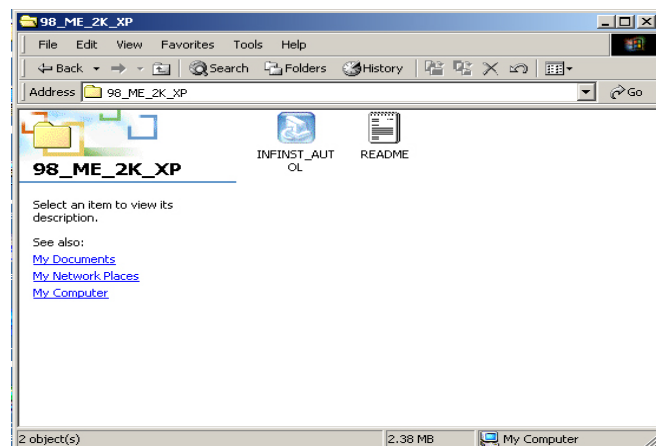 98_ME_2K_XP
File Edit View Favorites Tools Help
Back Search Folders History
Address 98_ME_2K_XP Go
98_ME_2K_XP
Select an item to view its
description.
See also:
My Documents
My Network Places
My Computer
INFINST_AUT
OL
README
2 object(s) 2.38 MB My Computer